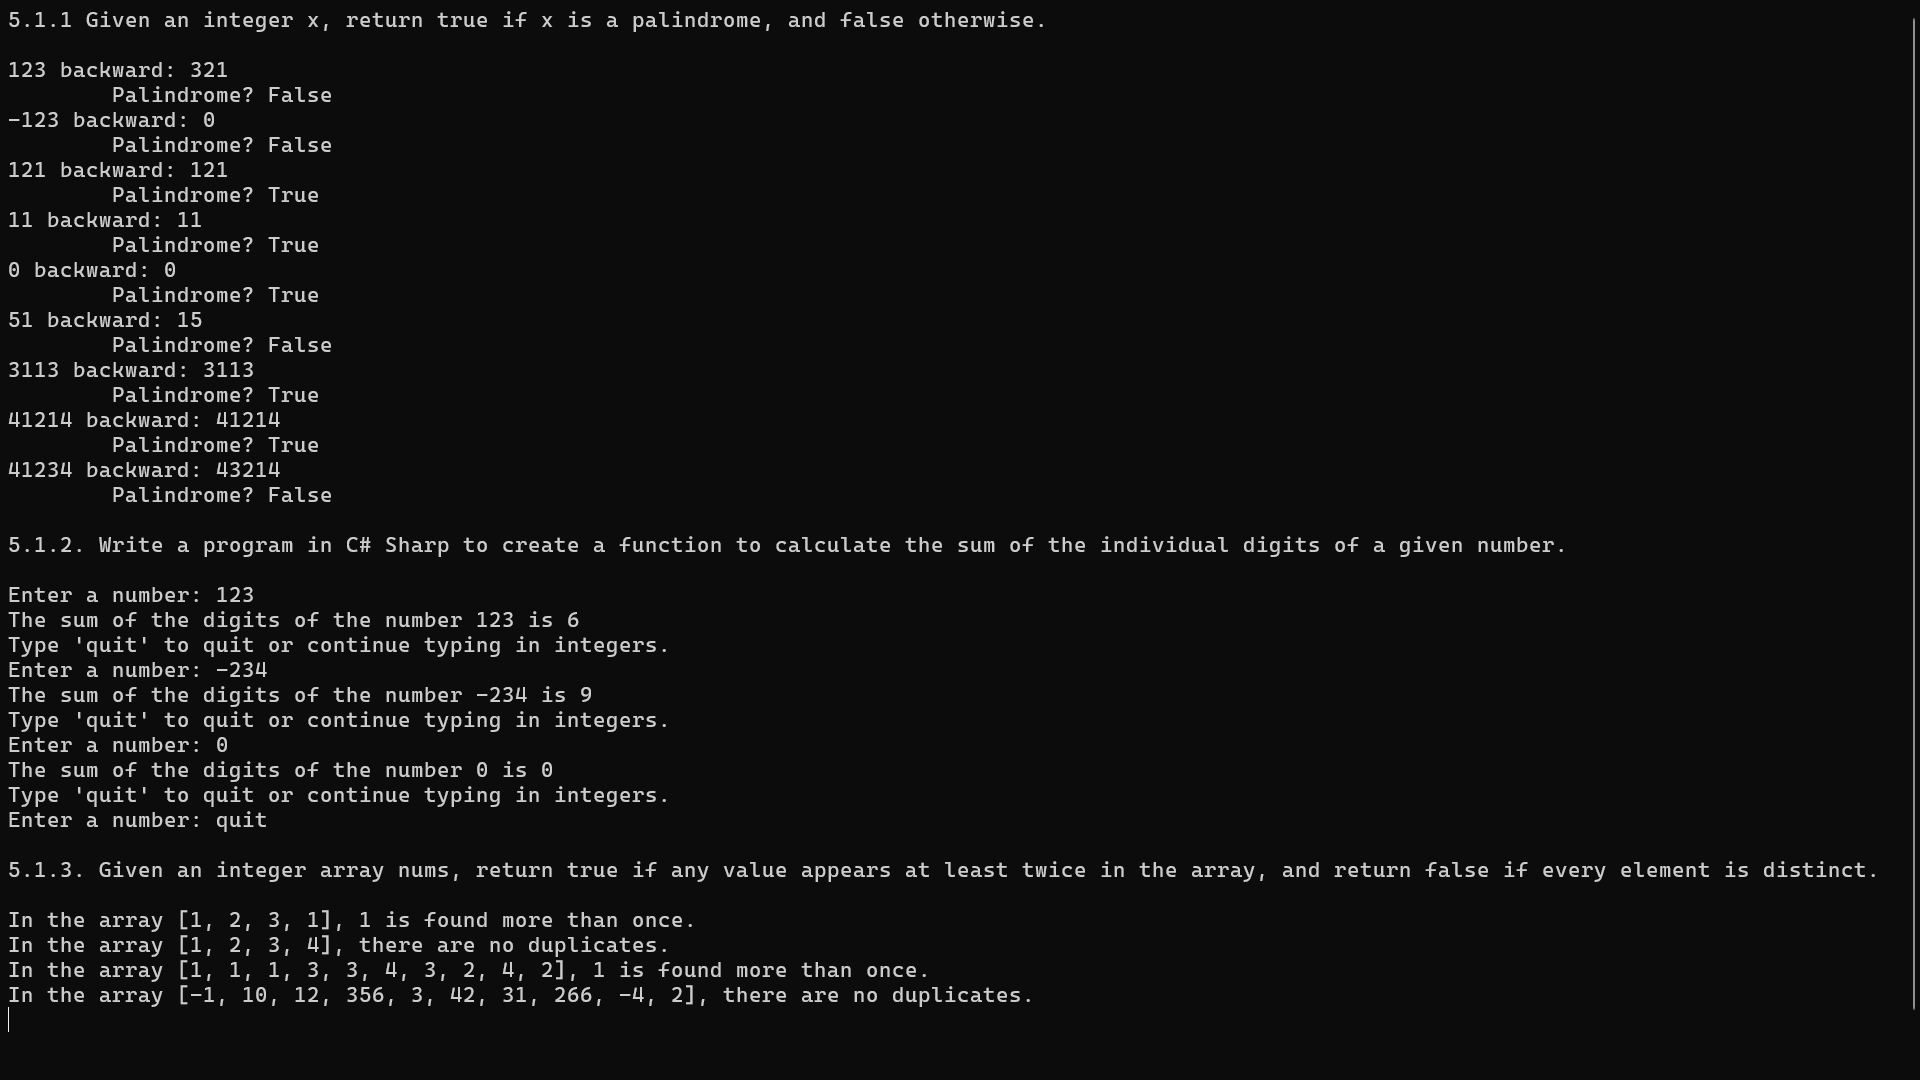 5.1.1 Given an integer x, return true if x is a palindrome, and false otherwise.
123 backward: 321
Palindrome? False
-123 backward: 0
Palindrome? False
121 backward: 121
Palindrome? True
11 backward: 11
Palindrome? True
0 backward: 0
Palindrome? True
51 backward: 15
Palindrome? False
3113 backward: 3113
Palindrome? True
41214 backward: 41214
Palindrome? True
41234 backward: 43214
Palindrome? False
5.1.2. Write a program in C# Sharp to create a function to calculate the sum of the individual digits of a given number.
Enter a number: 123
The sum of the digits of the number 123 is 6
Type 'quit' to quit or continue typing in integers.
Enter a number: -234
The sum of the digits of the number -234 is 9
Type 'quit' to quit or continue typing in integers.
Enter a number: 0
The sum of the digits of the number 0 is 0
Type 'quit' to quit or continue typing in integers.
Enter a number: quit
5.1.3. Given an integer array nums, return true if any value appears at least twice in the array, and return false if every element is distinct.
In the array [1, 2, 3, 1], 1 is found more than once.
In the array [1, 2, 3, 4], there are no duplicates.
In the array [1, 1, 1, 3, 3, 4, 3, 2, 4, 2], 1 is found more than once.
In the array [-1, 10, 12, 356, 3, 42, 31, 266, -4, 2], there are no duplicates.